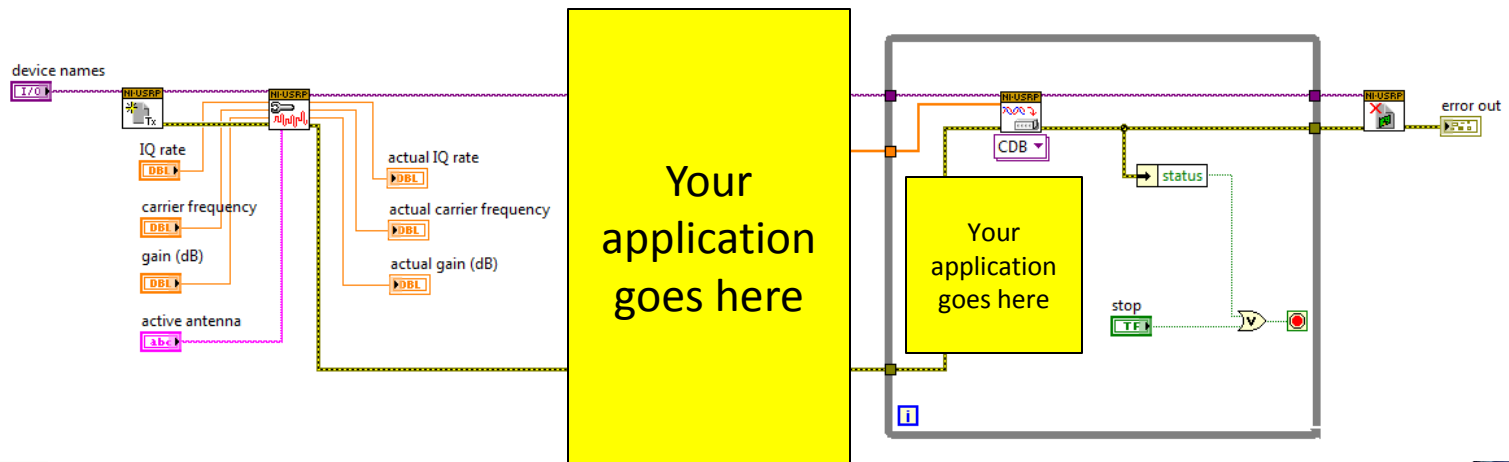 device names
I/O
NI-USRP
Tx
NI-USRP
IQ rate
DBL
carrier frequency
DBL
gain (dB)
DBL
active antenna
abc
actual IQ rate
DBL
actual carrier frequency
DBL
actual gain (dB)
DBL
Your
application
goes here
NI-USRP
CDB
Your
application
goes here
status
stop
TF
V
i
NI-USRP
error out